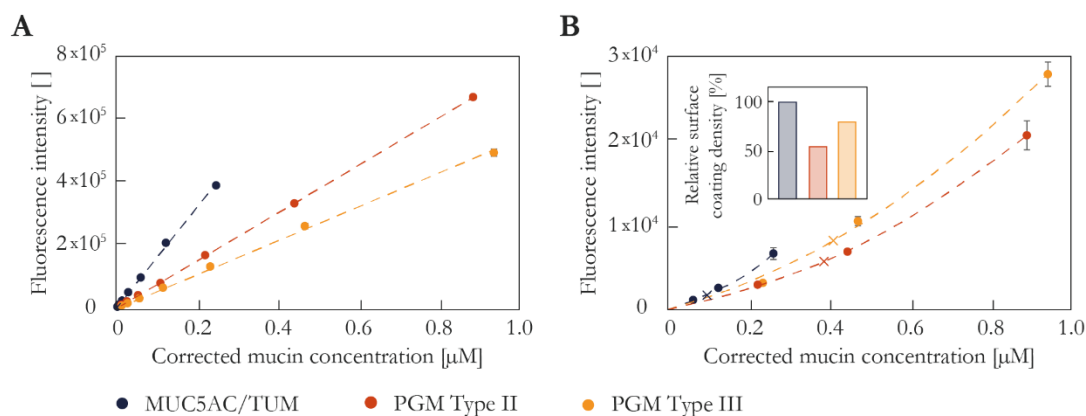 A
B
Fluorescence intensity [ ]
8 x10⁵
6 x10⁵
4 x10⁵
2 x10⁵
0
0
0.2
0.4
0.6
0.8
1.0
Corrected mucin concentration [µM]
Fluorescence intensity [ ]
3 x10⁴
2 x10⁴
1 x10⁴
0
0
0.2
0.4
0.6
0.8
1.0
Corrected mucin concentration [µM]
Relative surface
coating density [%]
100
50
0
MUC5AC/TUM
PGM Type II
PGM Type III